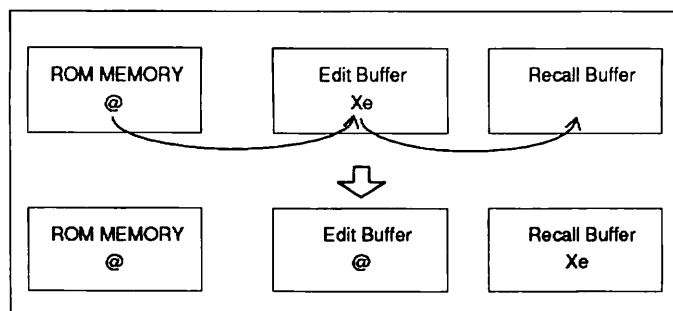 ROM MEMORY
@
Edit Buffer
Xe
Recall Buffer
ROM MEMORY
@
Edit Buffer
@
Recall Buffer
Xe